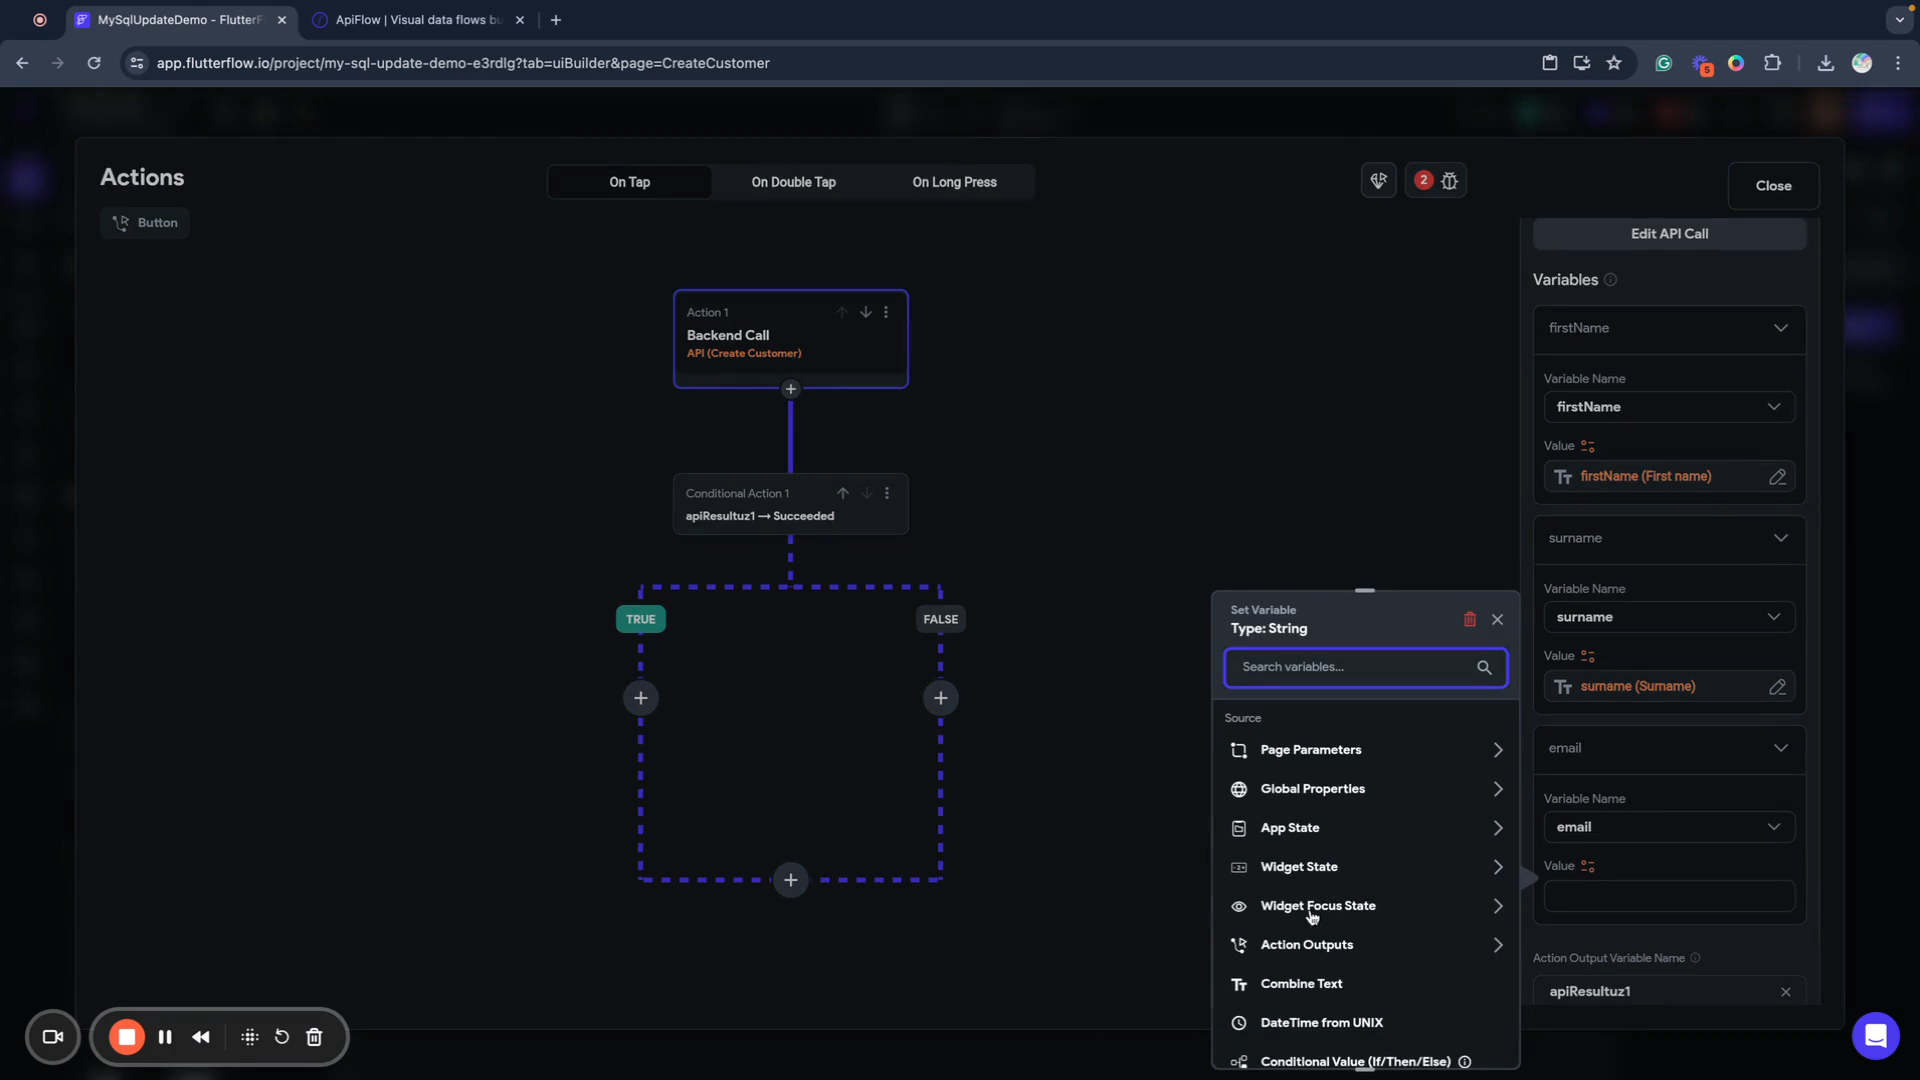 MySqlUpdateDemo - FlutterF
ApiFlow | Visual data flows bu
app.flutterflow.io/project/my-sql-update-demo-e3rdlg?tab=uiBuilder&page=CreateCustomer
5
Actions
On Tap
On Double Tap
On Long Press
2
Close
Button
Edit API Call
Variables
firstName
Variable Name
firstName
Value
firstName (First name)
surname
Variable Name
surname
Value
surname (Surname)
email
Variable Name
email
Value
Action Output Variable Name
apiResultuz1
Action 1
Backend Call
API (Create Customer)
Conditional Action 1
apiResultuz1 → Succeeded
TRUE
FALSE
Set Variable
Type: String
Search variables...
Source
Page Parameters
Global Properties
App State
Widget State
Widget Focus State
Action Outputs
Combine Text
DateTime from UNIX
Conditional Value (If/Then/Else)